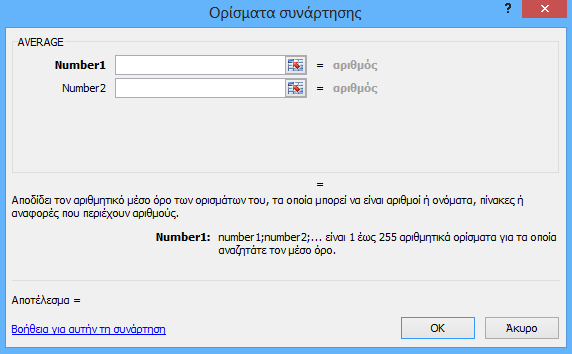 Ορίσματα συνάρτησης
?
AVERAGE
Number1 = αριθμός
Number2 = αριθμός
=
Αποδίδει τον αριθμητικό μέσο όρο των ορισμάτων του, τα οποία μπορεί να είναι αριθμοί ή ονόματα, πίνακες ή
αναφορές που περιέχουν αριθμούς.
Number1: number1;number2;... είναι 1 έως 255 αριθμητικά ορίσματα για τα οποία
αναζητάτε τον μέσο όρο.
Αποτέλεσμα =
Βοήθεια για αυτήν τη συνάρτηση
OK Άκυρο